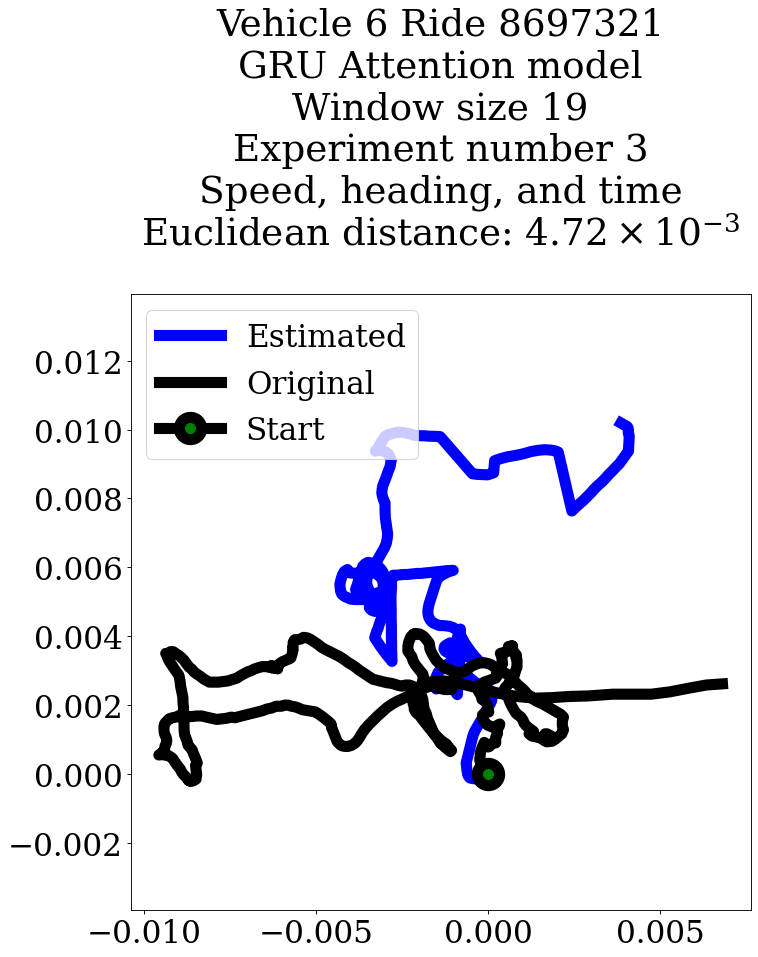 Vehicle 6 Ride 8697321
GRU Attention model
Window size 19
Experiment number 3
Speed, heading, and time
Euclidean distance: 4.72 × 10⁻³
Estimated
Original
Start
0.012
0.010
0.008
0.006
0.004
0.002
0.000
−0.002
−0.010 −0.005 0.000 0.005